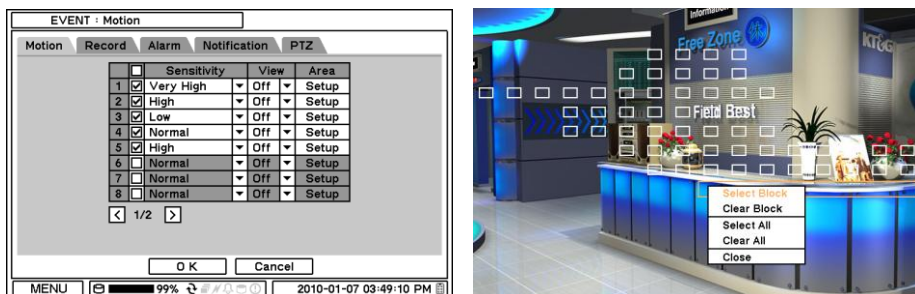 EVENT : Motion
Motion Record Alarm Notification PTZ
Sensitivity View Area
1 Very High Off Setup
2 High Off Setup
3 Low Off Setup
4 Normal Off Setup
5 High Off Setup
6 Normal Off Setup
7 Normal Off Setup
8 Normal Off Setup
1/2
OK Cancel
MENU 99% 2010-01-07 03:49:10 PM
Information
Free Zone
KT&G
Field Best
Select Block
Clear Block
Select All
Clear All
Close